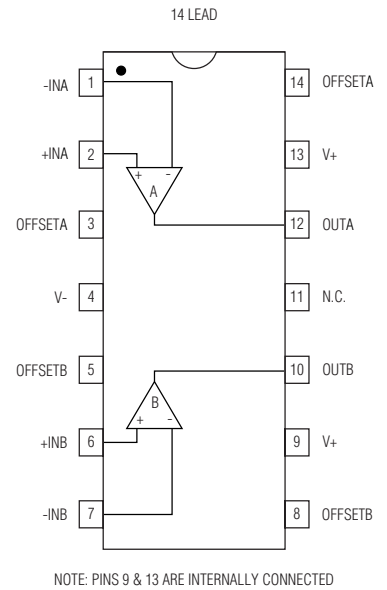 14 LEAD
-INA 1 14 OFFSETA
+INA 2 13 V+
+ - A
OFFSETA 3 12 OUTA
V- 4 11 N.C.
OFFSETB 5 10 OUTB
B + -
+INB 6 9 V+
-INB 7 8 OFFSETB
NOTE: PINS 9 & 13 ARE INTERNALLY CONNECTED